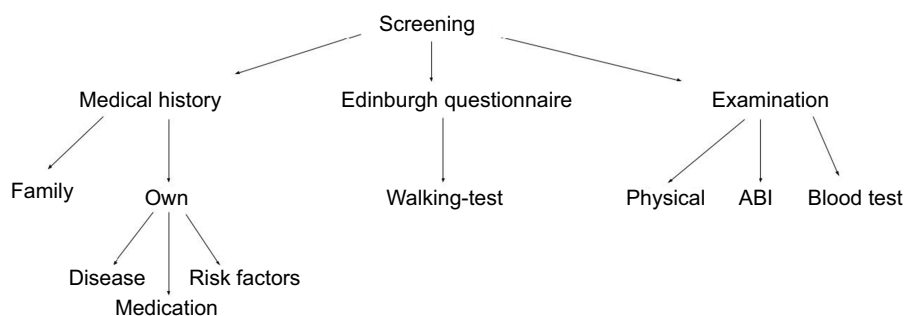 Screening
Medical history
Edinburgh questionnaire
Examination
Family
Own
Walking-test
Physical
ABI
Blood test
Disease
Risk factors
Medication